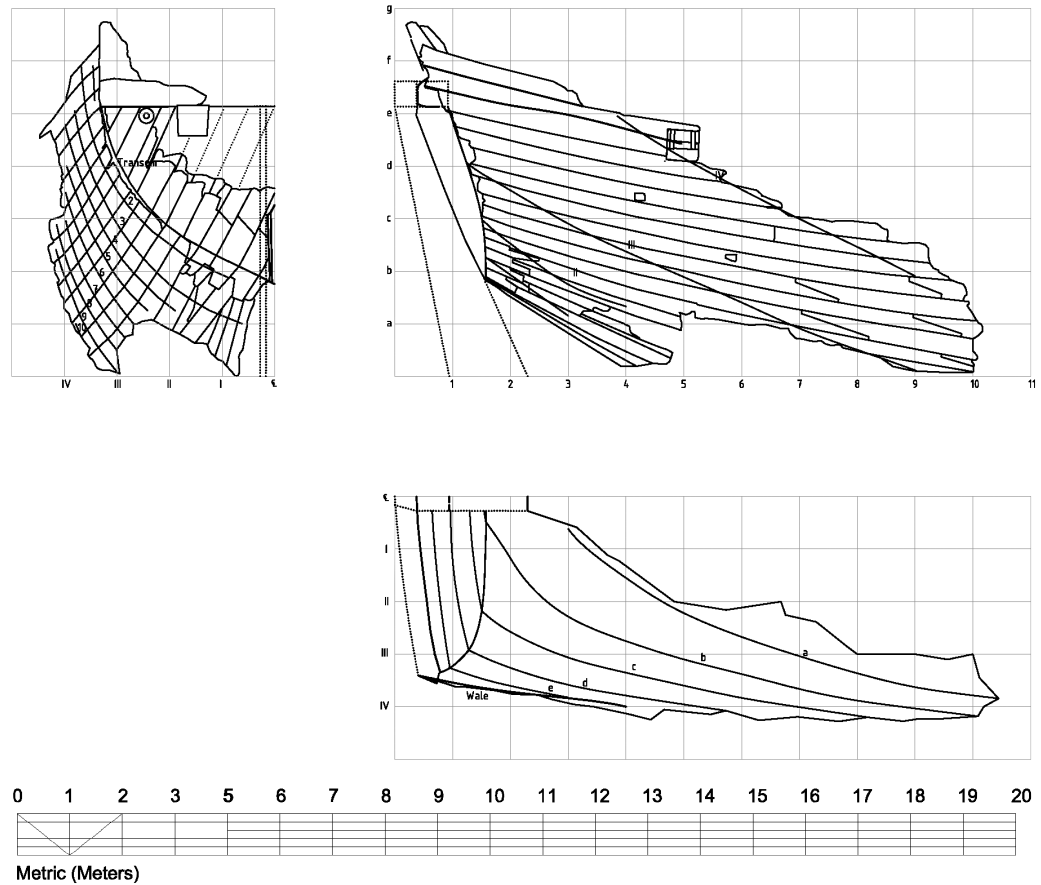 g
f
e
d
c
b
a
Transom
2
3
4
5
6
7
8
9
10
IV III II I ℄
IV
III
II
1 2 3 4 5 6 7 8 9 10 11
℄
I
II
III
IV
a
b
c
d
e
Wale
0 1 2 3 5 6 7 8 9 10 11 12 13 14 15 16 17 18 19 20
Metric (Meters)